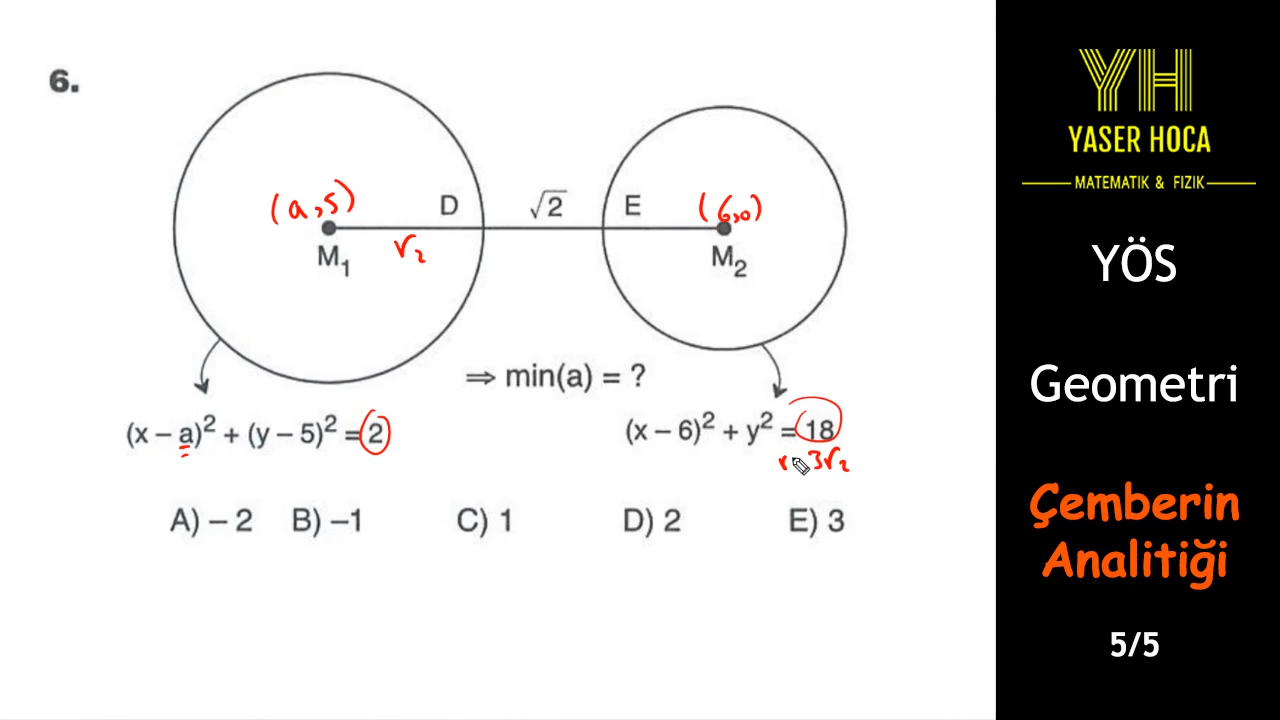 6.
(a,5)
D
√2
E
(6,0)
M₁
√2
M₂
⇒ min(a) = ?
(x – a)² + (y – 5)² = 2
(x – 6)² + y² = 18
r 3√2
A) – 2 B) –1 C) 1 D) 2 E) 3
YH
YASER HOCA
MATEMATIK & FIZIK
YÖS
Geometri
Çemberin
Analitiği
5/5